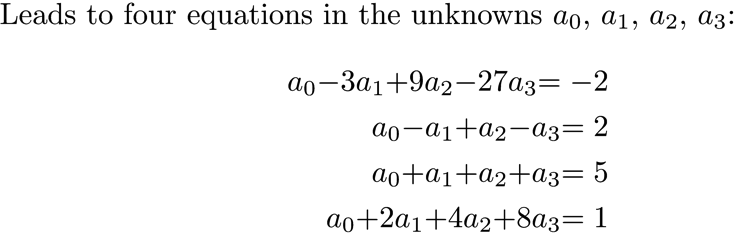 Leads to four equations in the unknowns a₀, a₁, a₂, a₃:
a₀−3a₁+9a₂−27a₃= −2
a₀−a₁+a₂−a₃= 2
a₀+a₁+a₂+a₃= 5
a₀+2a₁+4a₂+8a₃= 1